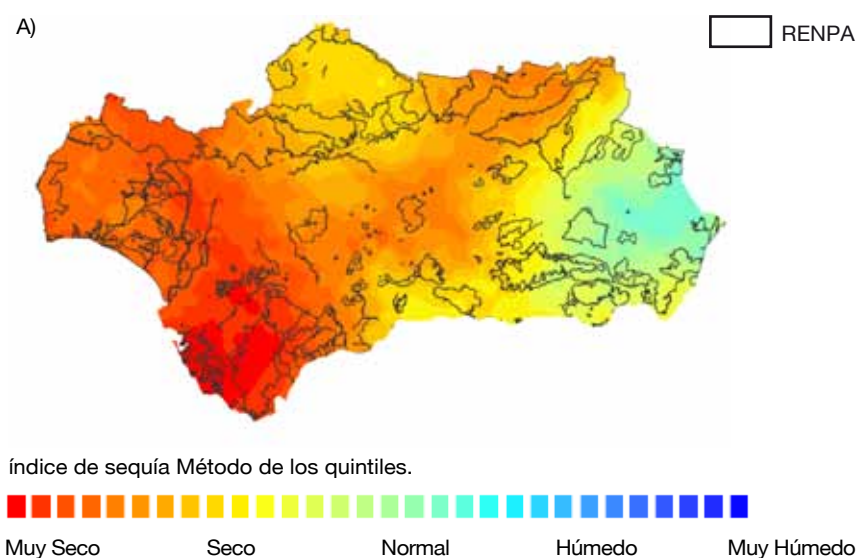 A)
RENPA
índice de sequía Método de los quintiles.
Muy Seco Seco Normal Húmedo Muy Húmedo